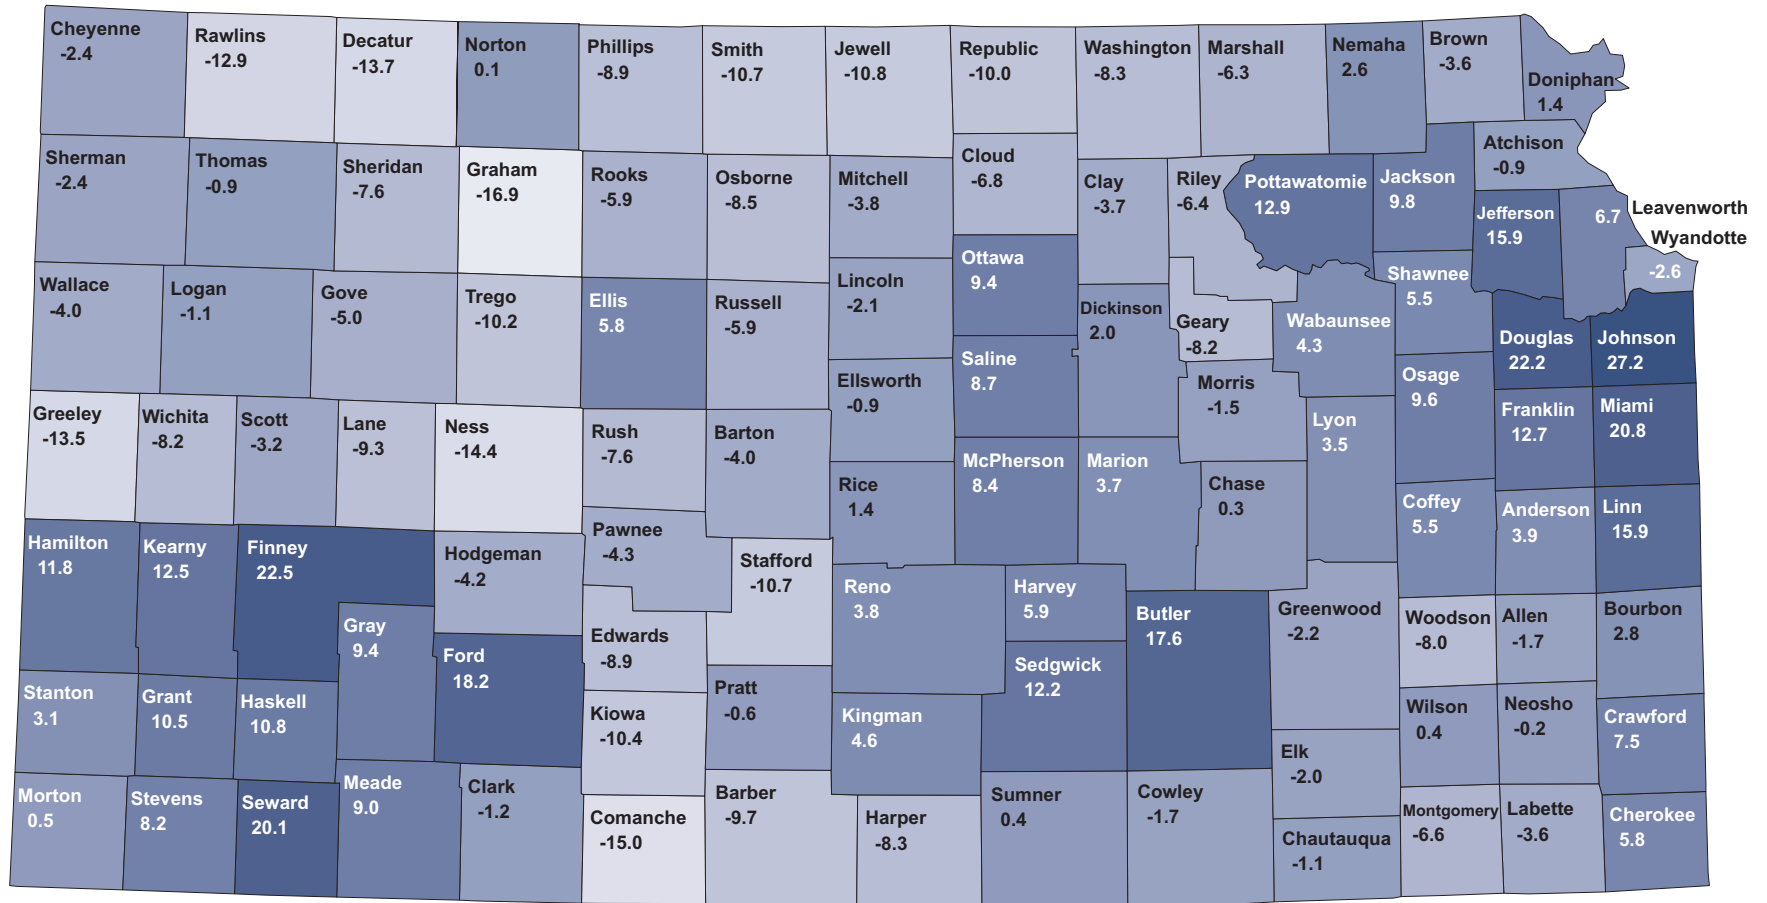 Cheyenne
-2.4
Rawlins
-12.9
Decatur
-13.7
Norton
0.1
Phillips
-8.9
Smith
-10.7
Jewell
-10.8
Republic
-10.0
Washington
-8.3
Marshall
-6.3
Nemaha
2.6
Brown
-3.6
Doniphan
1.4
Sherman
-2.4
Thomas
-0.9
Sheridan
-7.6
Graham
-16.9
Rooks
-5.9
Osborne
-8.5
Mitchell
-3.8
Cloud
-6.8
Clay
-3.7
Riley
-6.4
Pottawatomie
12.9
Jackson
9.8
Atchison
-0.9
Jefferson
15.9
6.7
Leavenworth
Wyandotte
-2.6
Wallace
-4.0
Logan
-1.1
Gove
-5.0
Trego
-10.2
Ellis
5.8
Russell
-5.9
Lincoln
-2.1
Ottawa
9.4
Dickinson
2.0
Geary
-8.2
Wabaunsee
4.3
Shawnee
5.5
Douglas
22.2
Johnson
27.2
Greeley
-13.5
Wichita
-8.2
Scott
-3.2
Lane
-9.3
Ness
-14.4
Rush
-7.6
Barton
-4.0
Ellsworth
-0.9
Saline
8.7
Morris
-1.5
Lyon
3.5
Osage
9.6
Franklin
12.7
Miami
20.8
Rice
1.4
McPherson
8.4
Marion
3.7
Chase
0.3
Coffey
5.5
Anderson
3.9
Linn
15.9
Hamilton
11.8
Kearny
12.5
Finney
22.5
Hodgeman
-4.2
Pawnee
-4.3
Stafford
-10.7
Reno
3.8
Harvey
5.9
Butler
17.6
Greenwood
-2.2
Woodson
-8.0
Allen
-1.7
Bourbon
2.8
Gray
9.4
Ford
18.2
Edwards
-8.9
Sedgwick
12.2
Stanton
3.1
Grant
10.5
Haskell
10.8
Kiowa
-10.4
Pratt
-0.6
Kingman
4.6
Elk
-2.0
Wilson
0.4
Neosho
-0.2
Crawford
7.5
Morton
0.5
Stevens
8.2
Seward
20.1
Meade
9.0
Clark
-1.2
Comanche
-15.0
Barber
-9.7
Harper
-8.3
Sumner
0.4
Cowley
-1.7
Chautauqua
-1.1
Montgomery
-6.6
Labette
-3.6
Cherokee
5.8